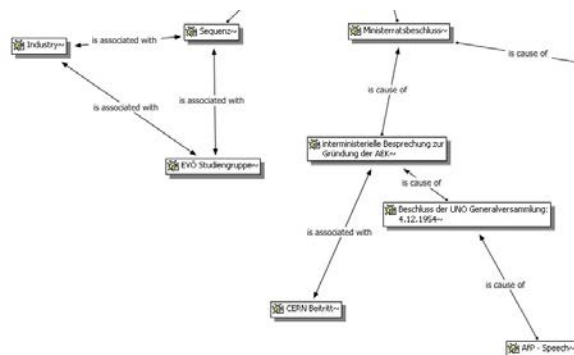 Sequenz~
Ministerratsbeschluss~
Industry~
is associated with
is cause of
is associated with
is associated with
interministerielle Besprechung zur
Gründung der AEK~
EVÖ Studiengruppe~
is cause of
is cause of
Beschluss der UNO Generalversammlung:
4.12.1954~
is associated with
is cause of
CERN Beitritt~
AfP - Speech~